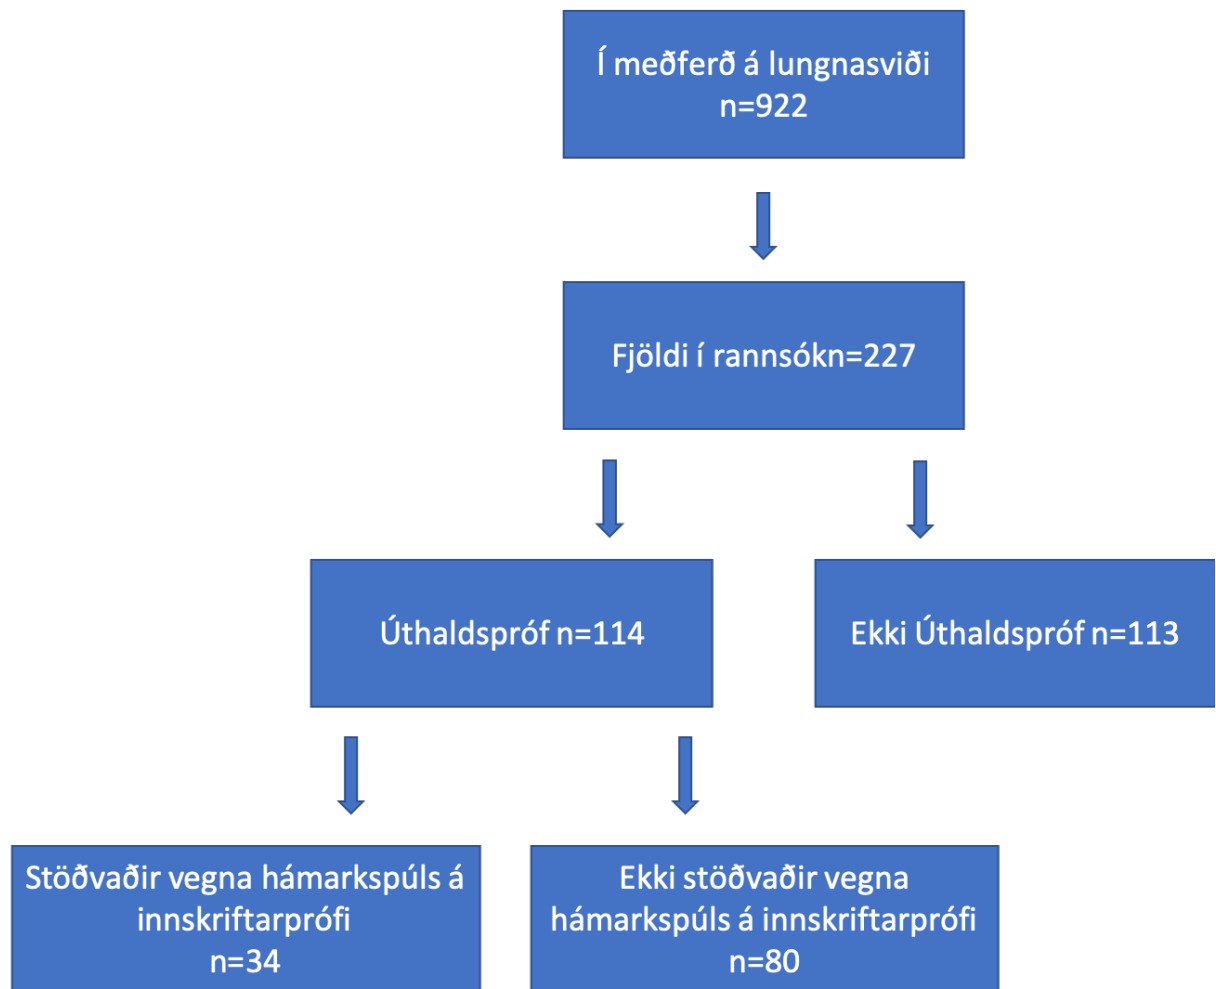 Í meðferð á lungnasviði
n=922
Fjöldi í rannsókn=227
Úthaldspróf n=114
Ekki Úthaldspróf n=113
Stöðvaðir vegna hámarkspúls á
innskriftarprófi
n=34
Ekki stöðvaðir vegna
hámarkspúls á innskriftarprófi
n=80